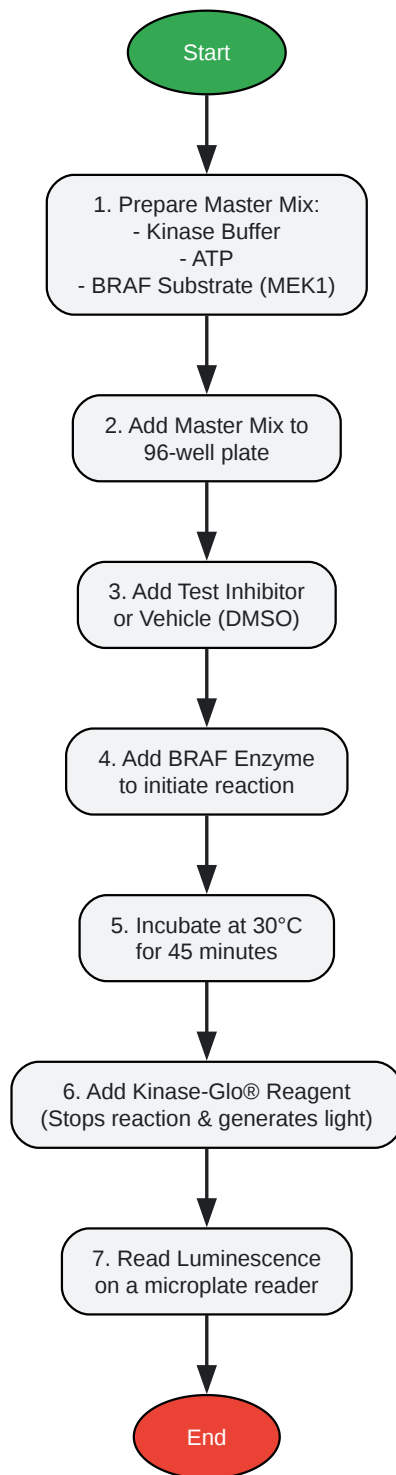 Start
1. Prepare Master Mix:
- Kinase Buffer
- ATP
- BRAF Substrate (MEK1)
2. Add Master Mix to
96-well plate
3. Add Test Inhibitor
or Vehicle (DMSO)
4. Add BRAF Enzyme
to initiate reaction
5. Incubate at 30°C
for 45 minutes
6. Add Kinase-Glo® Reagent
(Stops reaction & generates light)
7. Read Luminescence
on a microplate reader
End